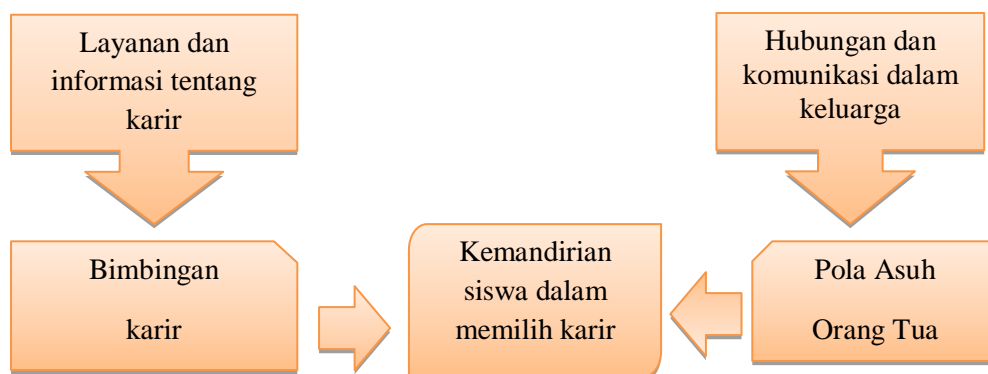 Layanan dan
informasi tentang
karir
Hubungan dan
komunikasi dalam
keluarga
Bimbingan
karir
Kemandirian
siswa dalam
memilih karir
Pola Asuh
Orang Tua